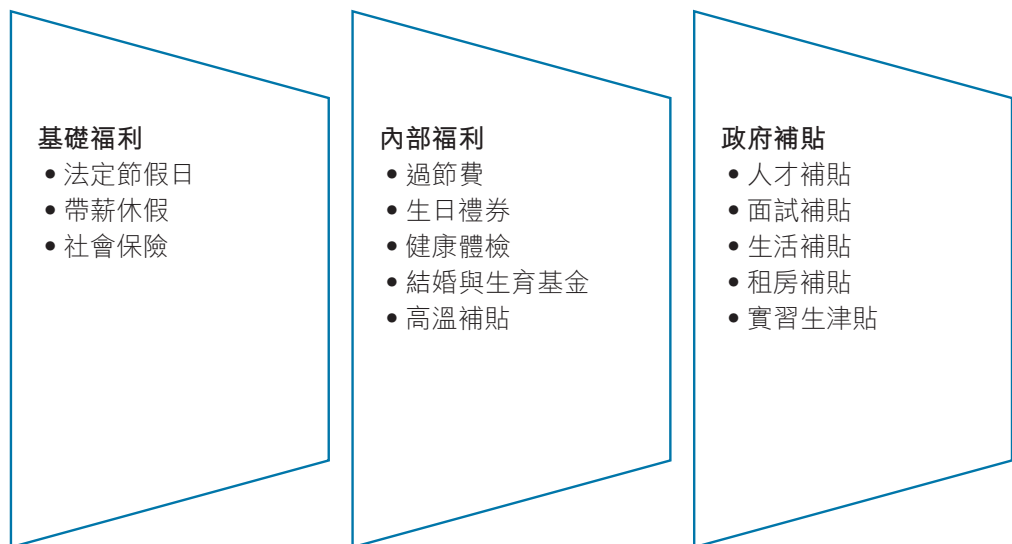 基礎福利
• 法定節假日
• 帶薪休假
• 社會保險
內部福利
• 過節費
• 生日禮券
• 健康體檢
• 結婚與生育基金
• 高溫補貼
政府補貼
• 人才補貼
• 面試補貼
• 生活補貼
• 租房補貼
• 實習生津貼